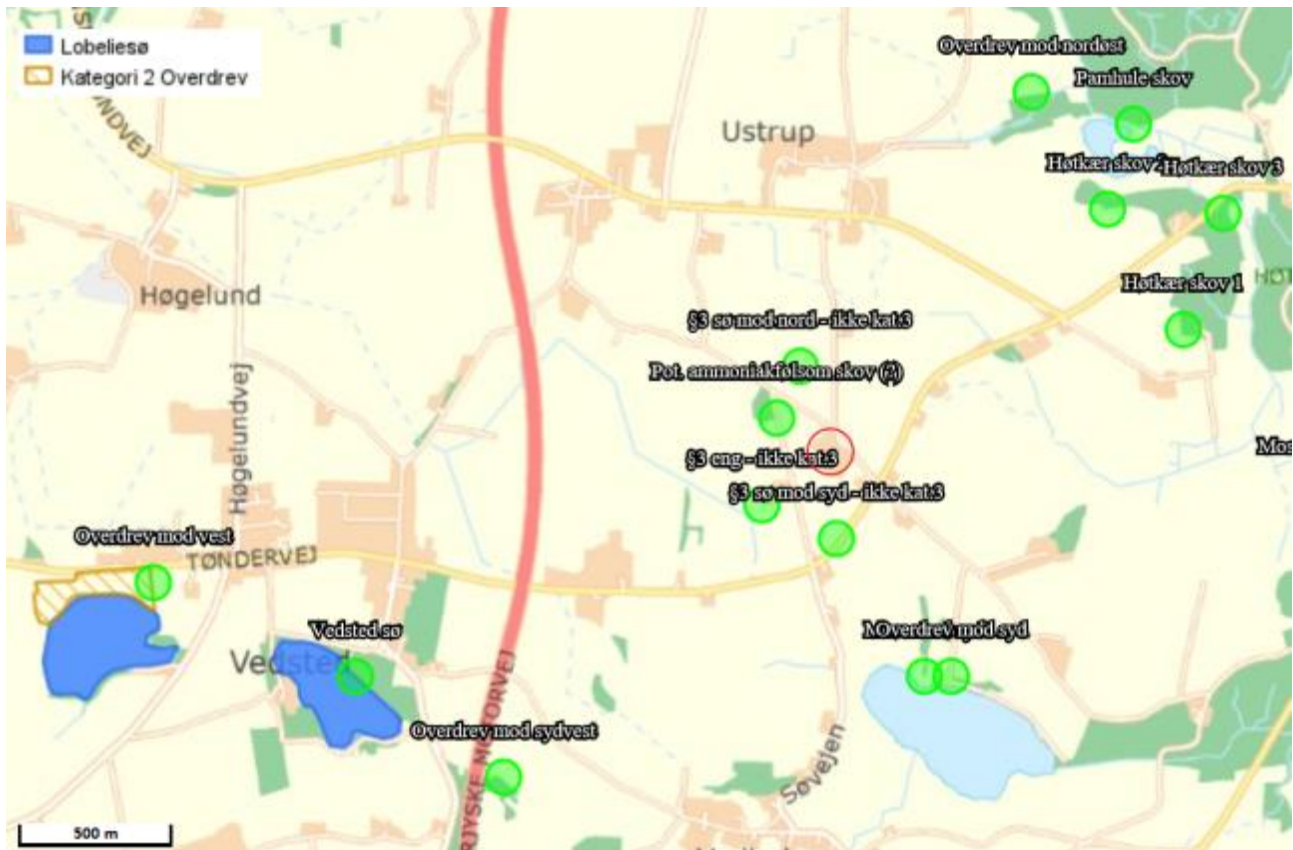 Lobeliesø
Kategori 2 Overdrev
Overdrev mod nordøst
Pamhule skov
Ustrup
Høtkær skov 2
Høtkær skov 3
Høgelund
Høtkær skov 1
§3 sø mod nord - ikke kat.3
Pot. ammoniakfølsom skov (?)
Høgelundvej
§3 eng - ikke kat.3
§3 sø mod syd - ikke kat.3
Overdrev mod vest
TØNDERVEJ
Vedsted sø
Overdrev mod syd
Vedsted
Overdrev mod sydvest
RJYSKE MOTORVEJ
Søvejen
500 m